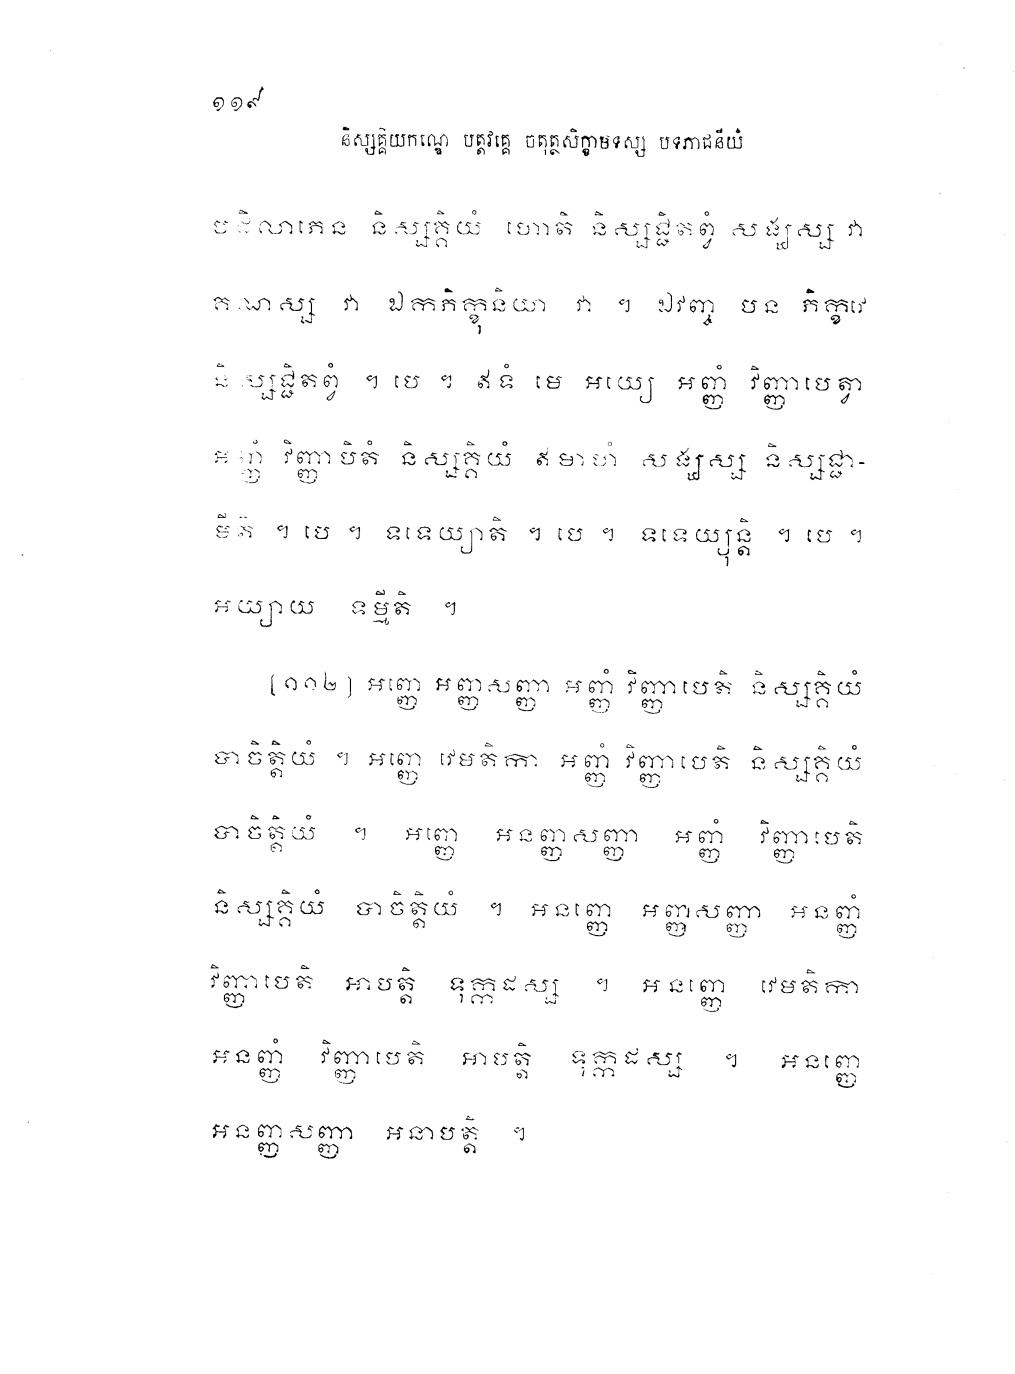 ១១៩
និស្សគ្គិយកណ្ឌេ បត្តវគ្គេ ចតុត្ថសិក្ខាបទស្ស បទភាជនីយំ
បដិលាភេន និស្សគ្គិយំ ហោតិ និស្សជ្ជិតព្វំ សង្ឃស្ស វា
គណស្ស វា ឯកភិក្ខុនិយា វា ។ ឯវញ្ច បន ភិក្ខវេ
និស្សជ្ជិតព្វំ ។ បេ ។ ឥទំ មេ អយ្យេ អញ្ញំ វិញ្ញាបេត្វា
អញ្ញំ វិញ្ញាបិតំ និស្សគ្គិយំ ឥមាហំ សង្ឃស្ស និស្សជ្ជា-
មីតិ ។ បេ ។ ទទេយ្យាតិ ។ បេ ។ ទទេយ្យុន្តិ ។ បេ ។
អយ្យាយ ទម្មីតិ ។
(១១២) អញ្ញេ អញ្ញសញ្ញា អញ្ញំ វិញ្ញាបេតិ និស្សគ្គិយំ
បាចិត្តិយំ ។ អញ្ញេ វេមតិកា អញ្ញំ វិញ្ញាបេតិ និស្សគ្គិយំ
បាចិត្តិយំ ។ អញ្ញេ អនញ្ញសញ្ញា អញ្ញំ វិញ្ញាបេតិ
និស្សគ្គិយំ បាចិត្តិយំ ។ អនញ្ញេ អញ្ញសញ្ញា អនញ្ញំ
វិញ្ញាបេតិ អាបត្តិ ទុក្កដស្ស ។ អនញ្ញេ វេមតិកា
អនញ្ញំ វិញ្ញាបេតិ អាបត្តិ ទុក្កដស្ស ។ អនញ្ញេ
អនញ្ញសញ្ញា អនាបត្តិ ។